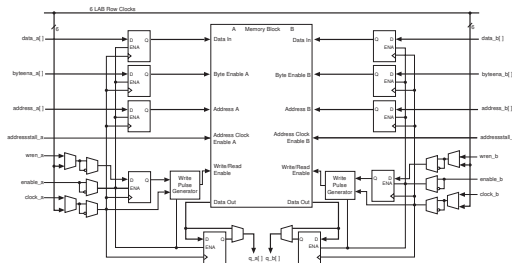 6 LAB Row Clocks
6
6
A Memory Block B
data_a[ ]
D Q
ENA
Data In
Data In
Q D
ENA
data_b[ ]
byteena_a[ ]
D Q
ENA
Byte Enable A
Byte Enable B
Q D
ENA
byteena_b[ ]
address_a[ ]
D Q
ENA
Address A
Address B
Q D
ENA
address_b[ ]
addressstall_a
Address Clock
Enable A
Address Clock
Enable B
addressstall_
wren_a
enable_a
clock_a
D Q
ENA
Write
Pulse
Generator
Write/Read
Enable
Write/Read
Enable
Write
Pulse
Generator
Q D
ENA
wren_b
enable_b
clock_b
Data Out
Data Out
D Q
ENA
q_a[ ]
q_b[ ]
Q D
ENA